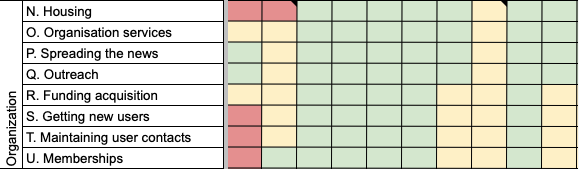 N. Housing
O. Organisation services
P. Spreading the news
Q. Outreach
R. Funding acquisition
S. Getting new users
T. Maintaining user contacts
U. Memberships
Organization